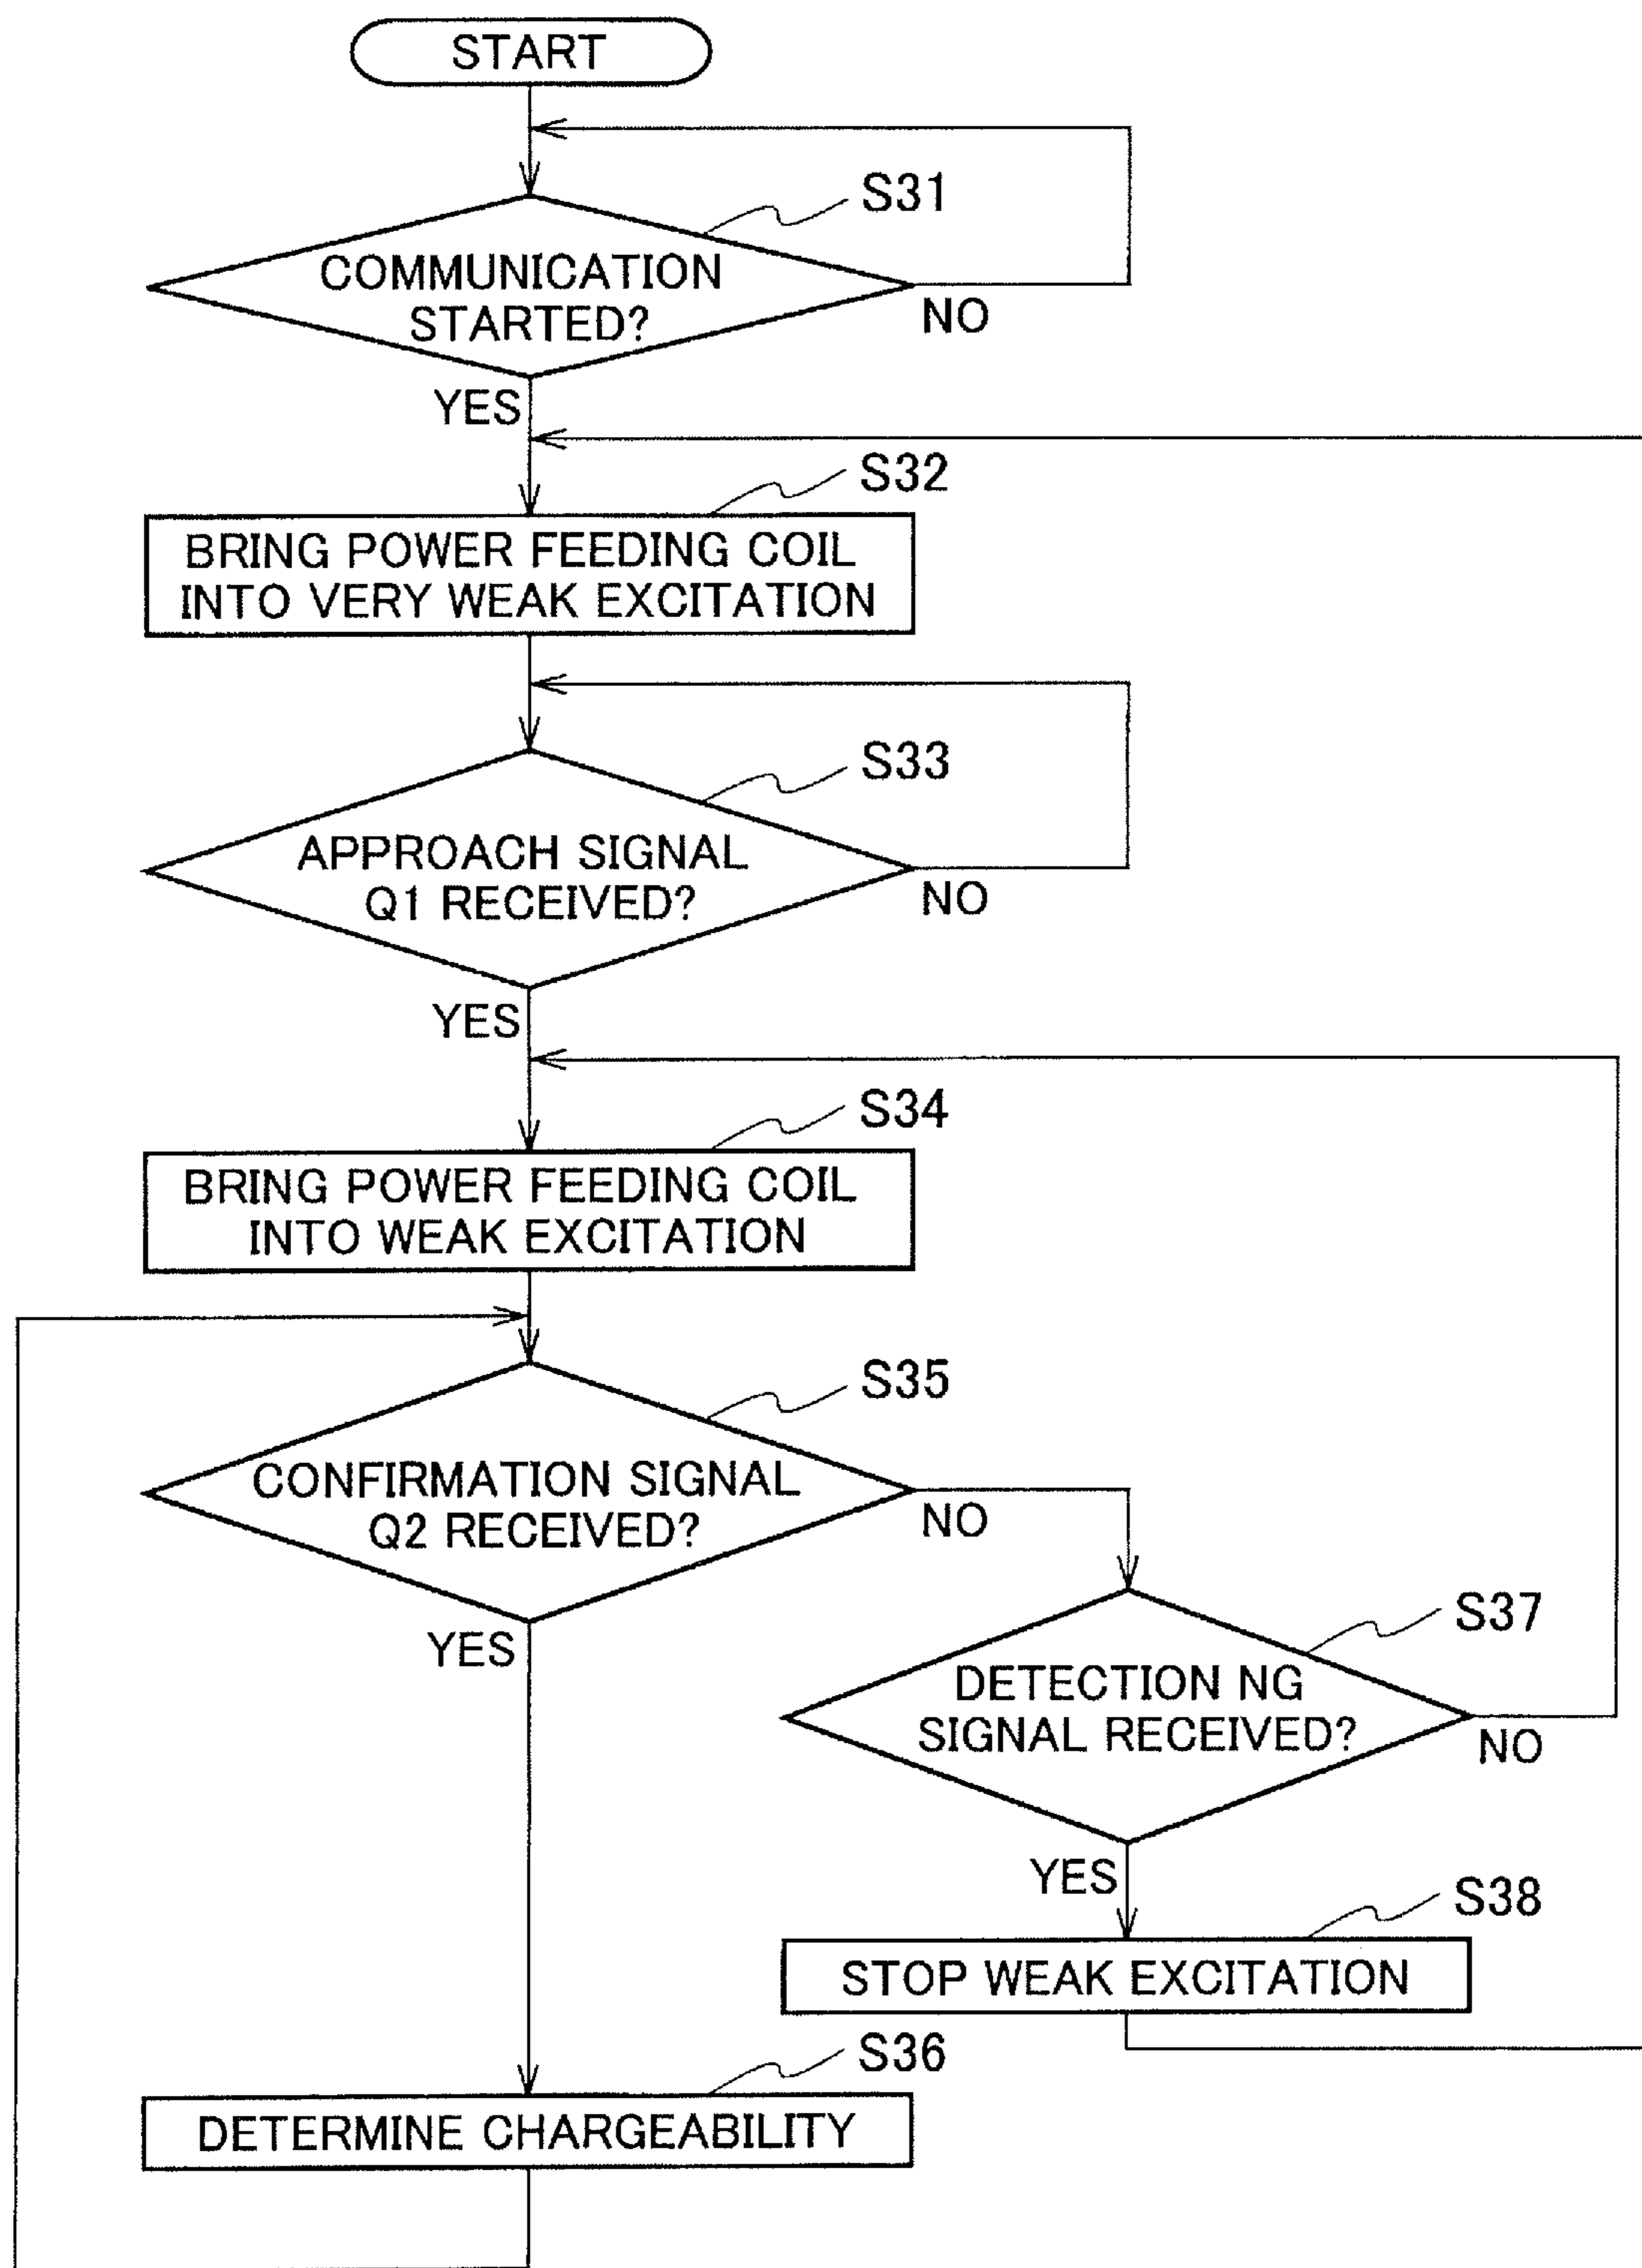 START
S31
COMMUNICATION
STARTED?
NO
YES
S32
BRING POWER FEEDING COIL
INTO VERY WEAK EXCITATION
S33
APPROACH SIGNAL
Q1 RECEIVED?
NO
YES
S34
BRING POWER FEEDING COIL
INTO WEAK EXCITATION
S35
CONFIRMATION SIGNAL
Q2 RECEIVED?
NO
YES
S37
DETECTION NG
SIGNAL RECEIVED?
NO
YES
S38
STOP WEAK EXCITATION
S36
DETERMINE CHARGEABILITY